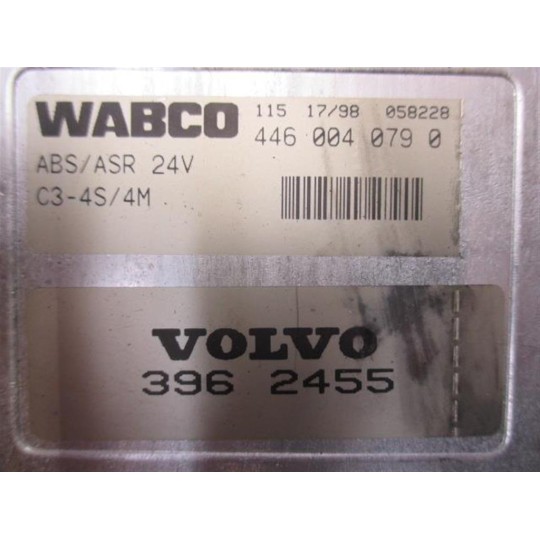 WABCO 115 17/98 058228
446 004 079 0
ABS/ASR 24V
C3-4S/4M
VOLVO
396 2455